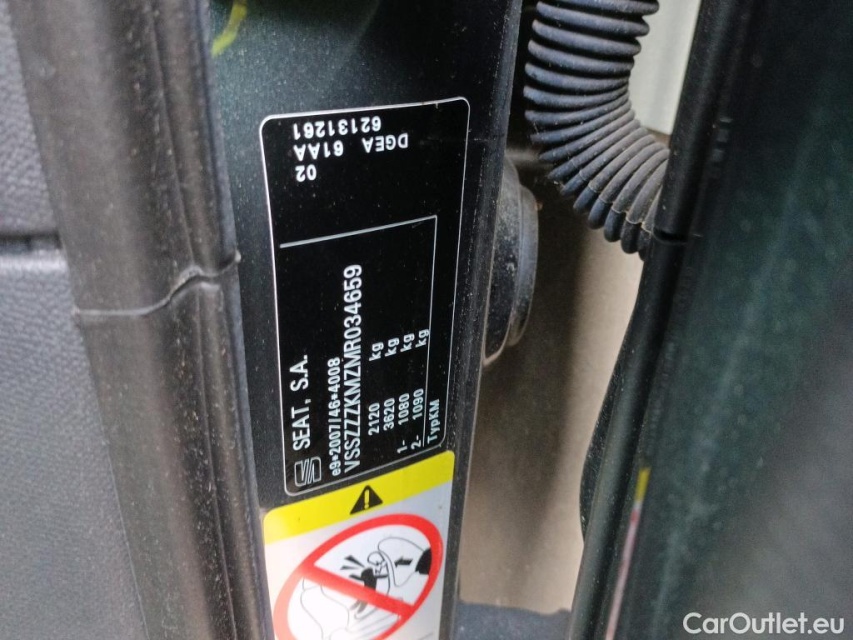 SEAT, S.A.
e9*2007/46*4008
VSSZZZKMZMR034659
2120 kg
3620 kg
1- 1080 kg
2- 1090 kg
TypKM
62131261
DGEA 61AA
02
CarOutlet.eu